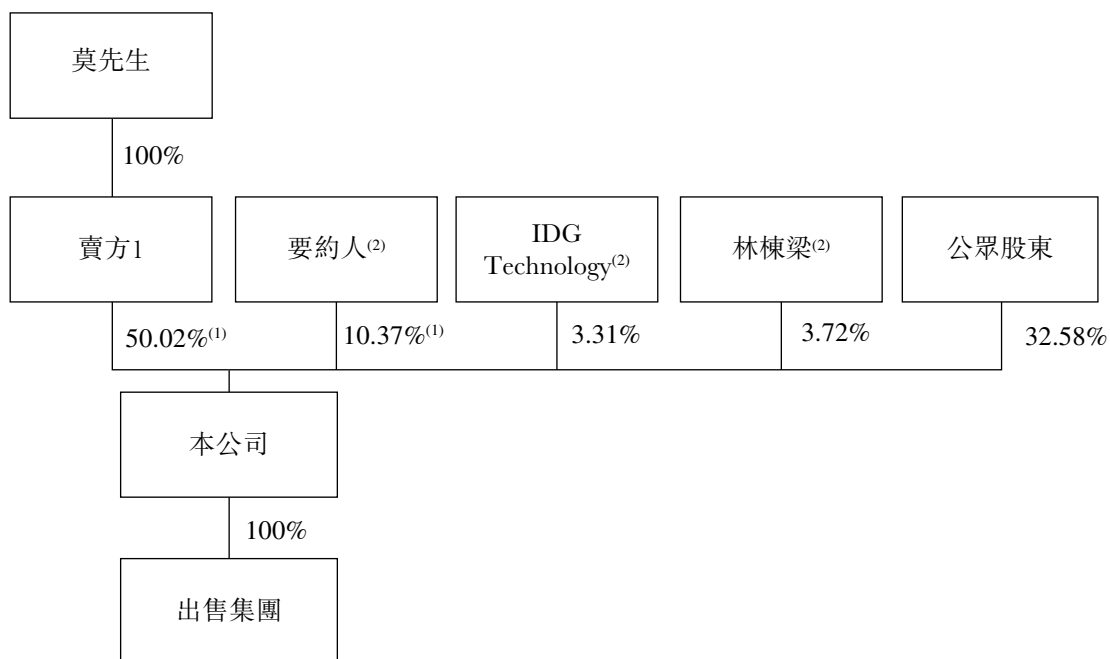 莫先生
100%
賣方1
要約人(2)
IDG
Technology(2)
林棟梁(2)
公眾股東
50.02%(1)
10.37%(1)
3.31%
3.72%
32.58%
本公司
100%
出售集團